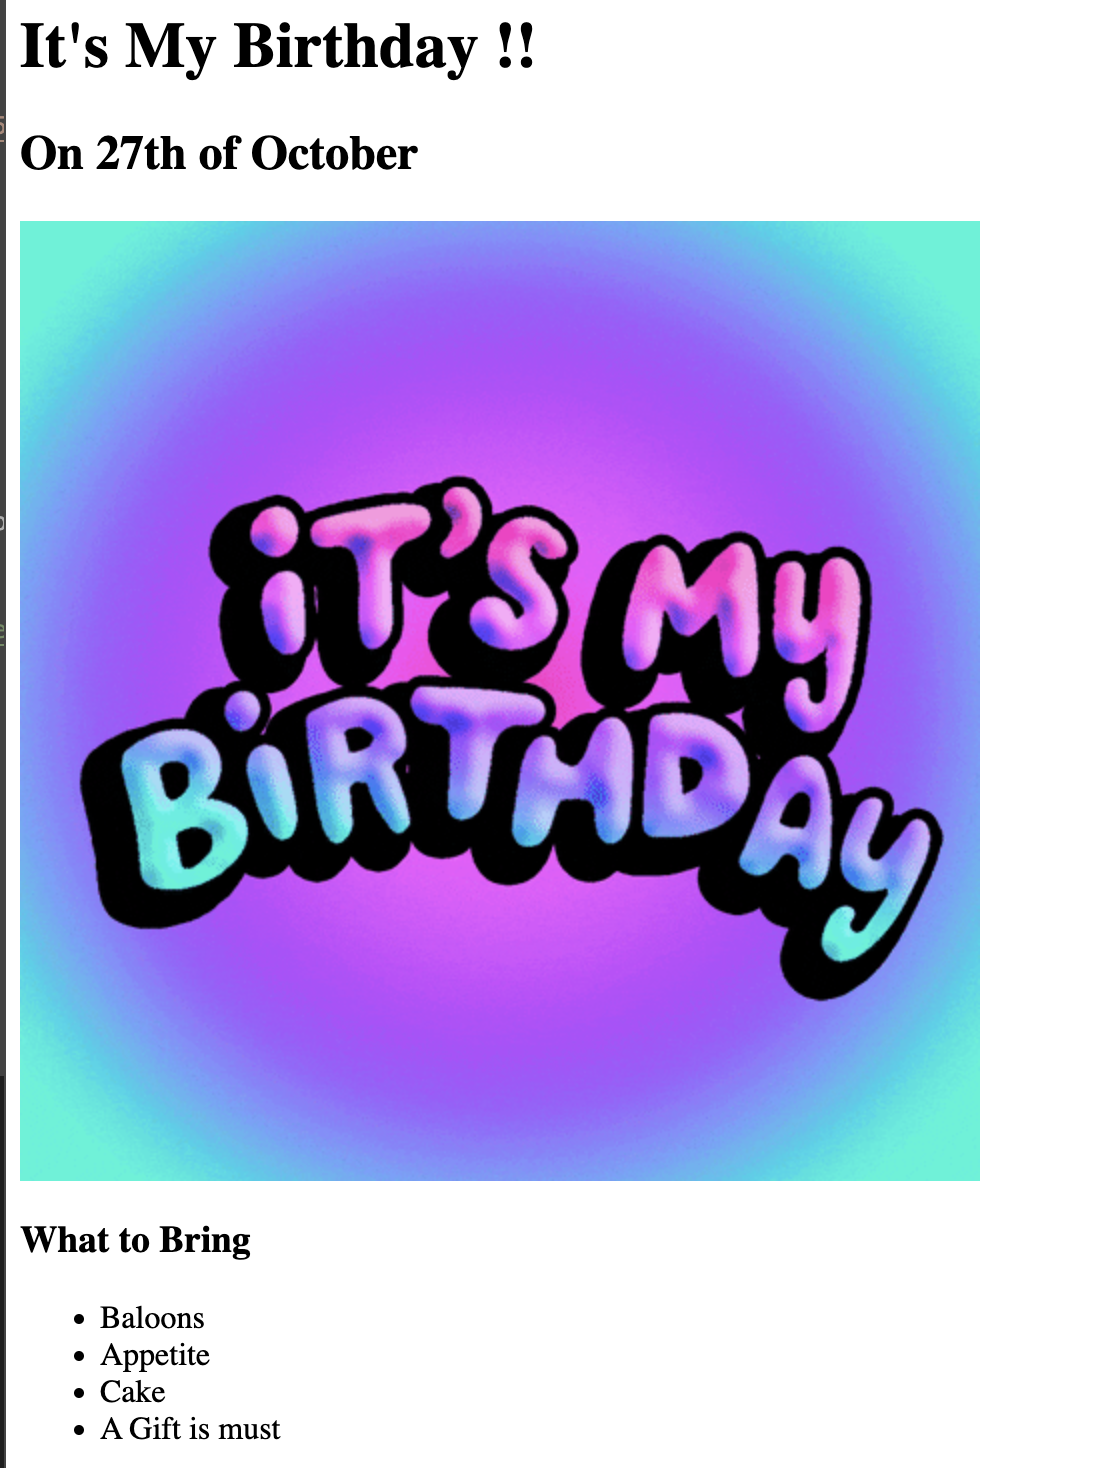 It's My Birthday !!
On 27th of October
iT'S My
BiRTHDAy
What to Bring
Baloons
Appetite
Cake
A Gift is must